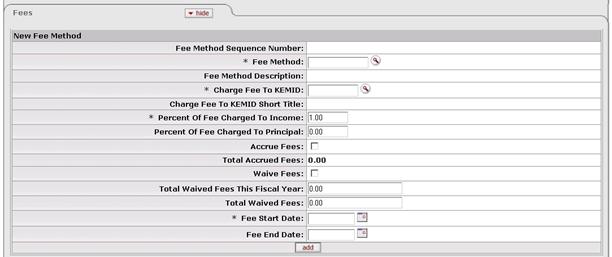 Fees
hide
New Fee Method
Fee Method Sequence Number:
* Fee Method:
Fee Method Description:
* Charge Fee To KEMID:
Charge Fee To KEMID Short Title:
* Percent Of Fee Charged To Income: 1.00
Percent Of Fee Charged To Principal: 0.00
Accrue Fees:
Total Accrued Fees: 0.00
Waive Fees:
Total Waived Fees This Fiscal Year: 0.00
Total Waived Fees: 0.00
* Fee Start Date:
Fee End Date:
add